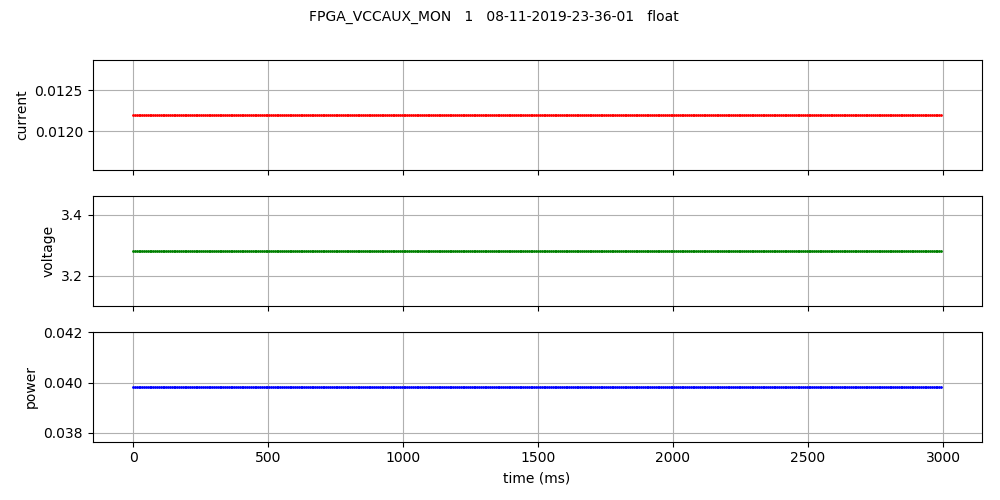 FPGA_VCCAUX_MON 1 08-11-2019-23-36-01 float
0.0125
0.0120
current
3.4
3.2
voltage
0.042
0.040
0.038
power
0 500 1000 1500 2000 2500 3000
time (ms)